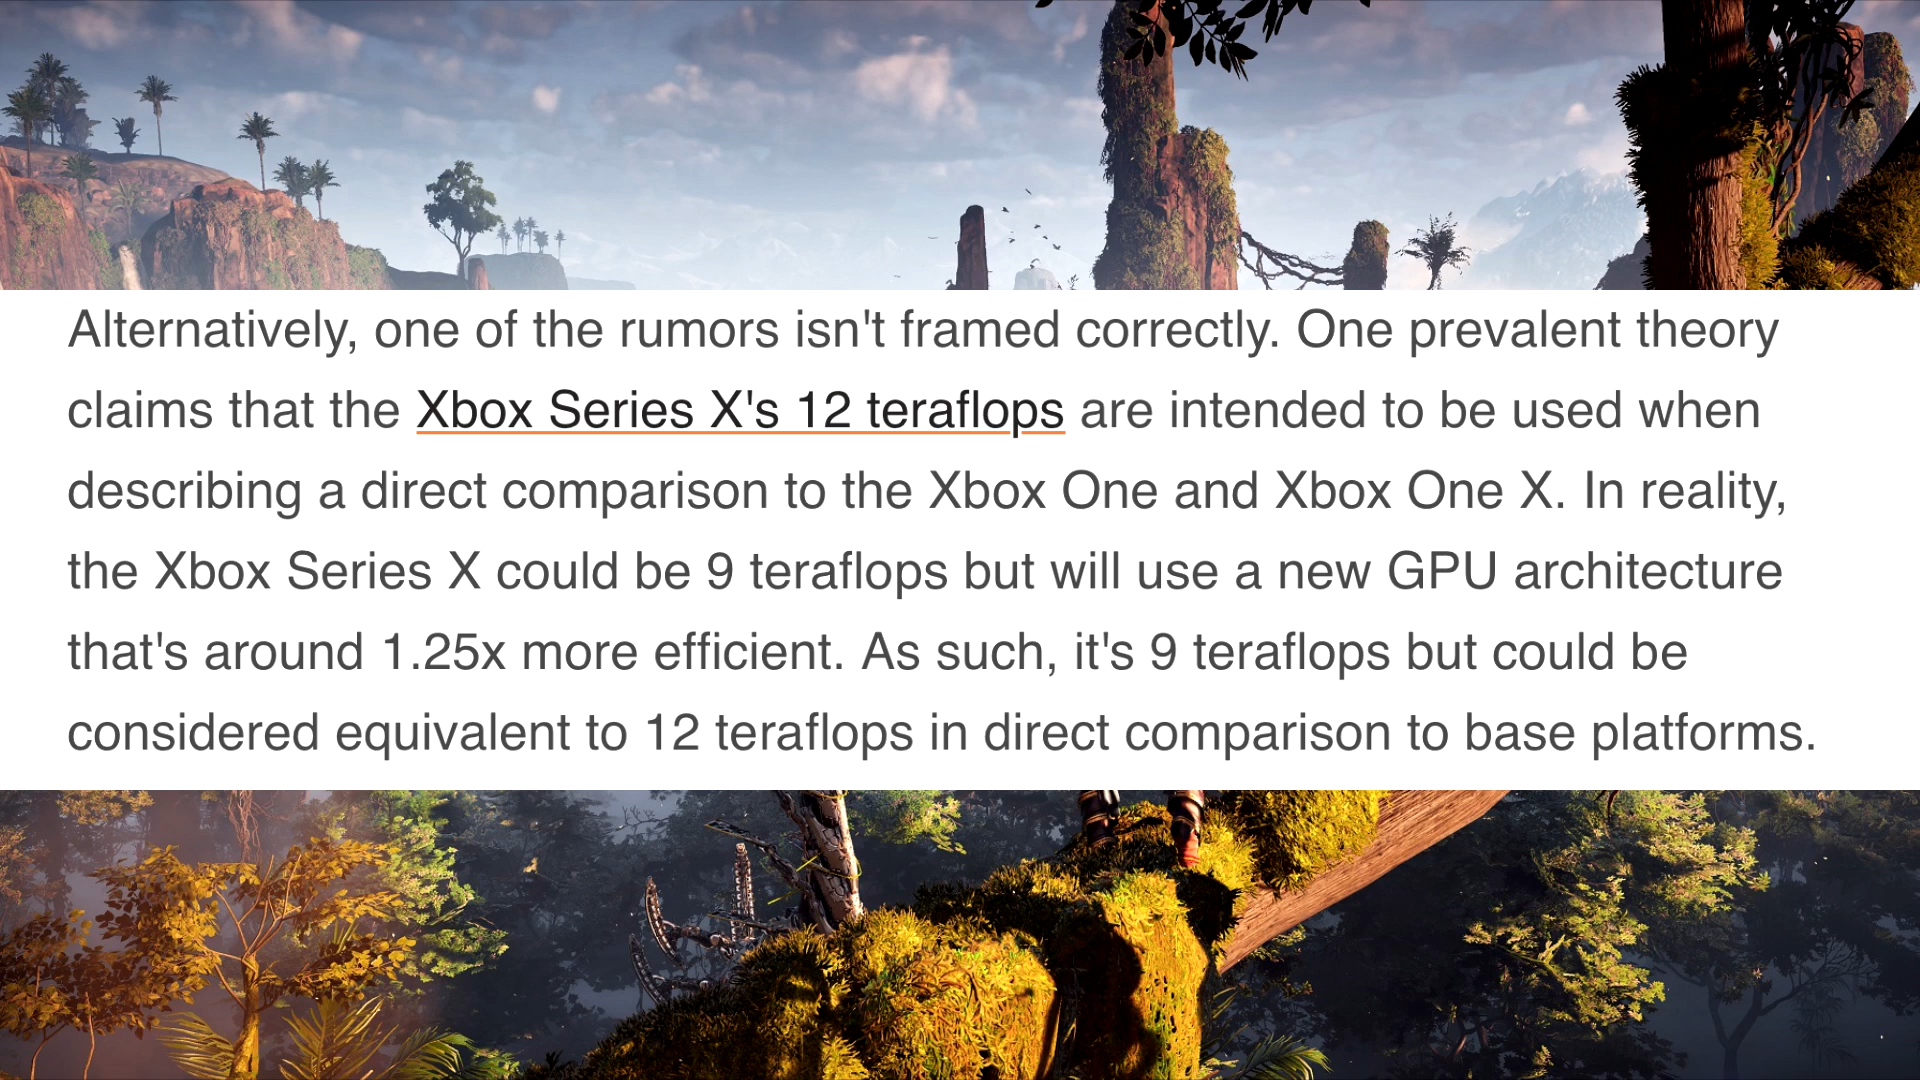 Alternatively, one of the rumors isn't framed correctly. One prevalent theory
claims that the Xbox Series X's 12 teraflops are intended to be used when
describing a direct comparison to the Xbox One and Xbox One X. In reality,
the Xbox Series X could be 9 teraflops but will use a new GPU architecture
that's around 1.25x more efficient. As such, it's 9 teraflops but could be
considered equivalent to 12 teraflops in direct comparison to base platforms.